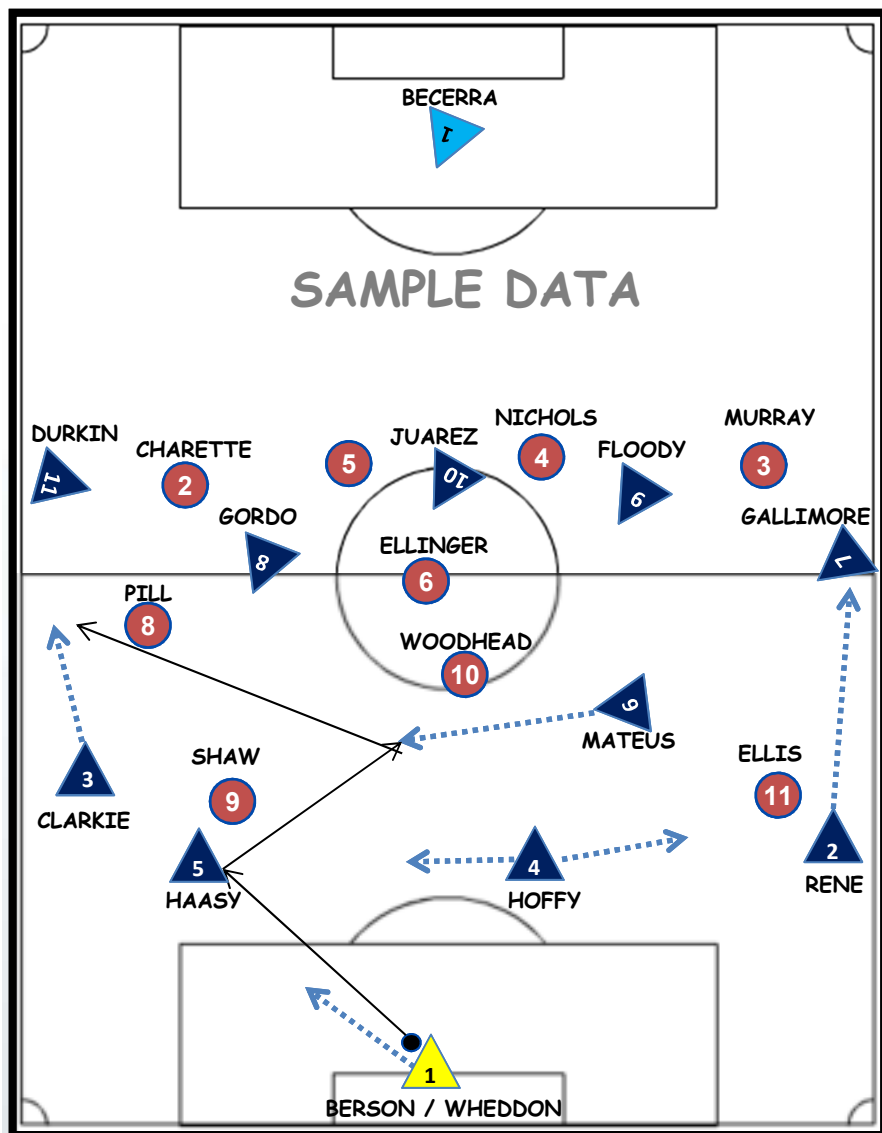 BECERRA
1
SAMPLE DATA
DURKIN
11
CHARETTE
2
5
JUAREZ
10
NICHOLS
4
FLOODY
9
MURRAY
3
GORDO
8
GALLIMORE
7
ELLINGER
6
PILL
8
WOODHEAD
10
6
MATEUS
SHAW
9
ELLIS
11
3
CLARKIE
5
HAASY
4
HOFFY
2
RENE
1
BERSON / WHEDDON